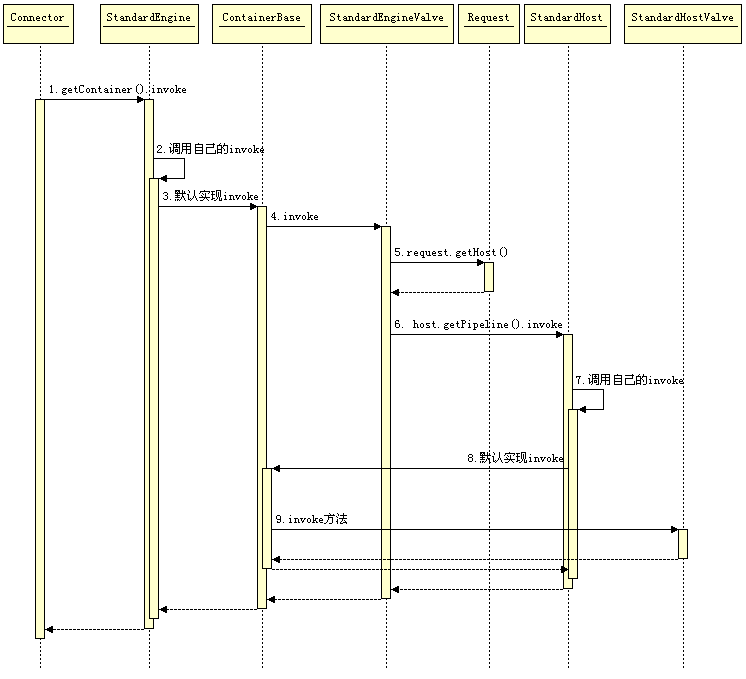 Connector
StandardEngine
ContainerBase
StandardEngineValve
Request
StandardHost
StandardHostValve
1.getContainer().invoke
2.调用自己的invoke
3.默认实现invoke
4.invoke
5.request.getHost()
6. host.getPipeline().invoke
7.调用自己的invoke
8.默认实现invoke
9.invoke方法